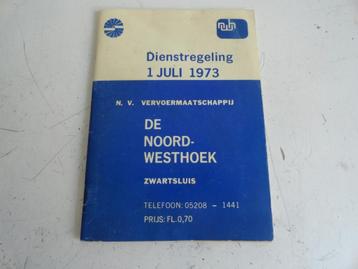 Dienstregeling
1 JULI 1973
N. V. VERVOERMAATSCHAPPIJ
DE
NOORD-
WESTHOEK
ZWARTSLUIS
TELEFOON: 05208 - 1441
PRIJS: FL. 0,70